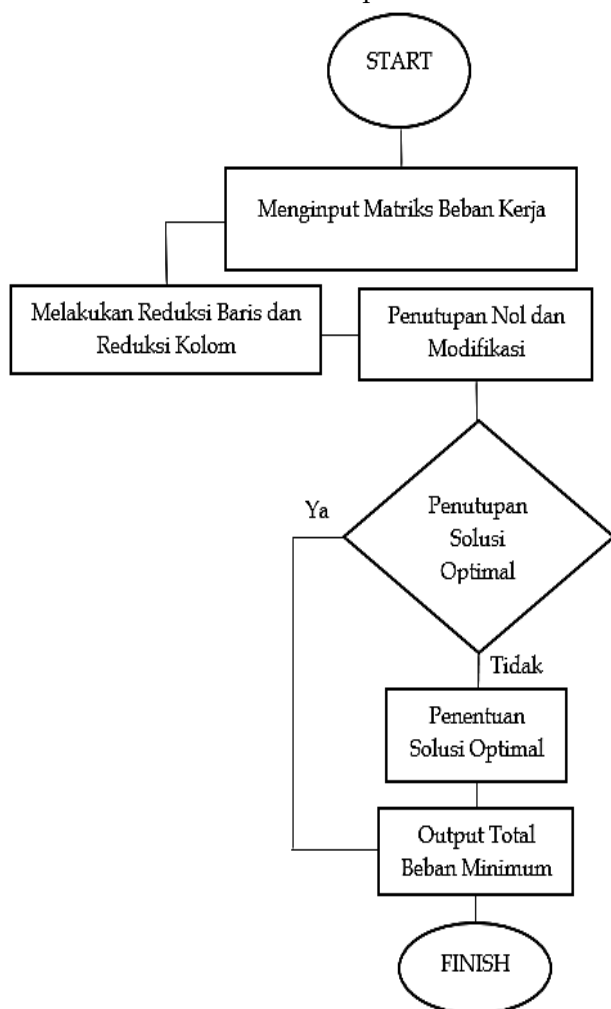 START
Menginput Matriks Beban Kerja
Melakukan Reduksi Baris dan
Reduksi Kolom
Penutupan Nol dan
Modifikasi
Ya
Penutupan
Solusi
Optimal
Tidak
Penentuan
Solusi Optimal
Output Total
Beban Minimum
FINISH